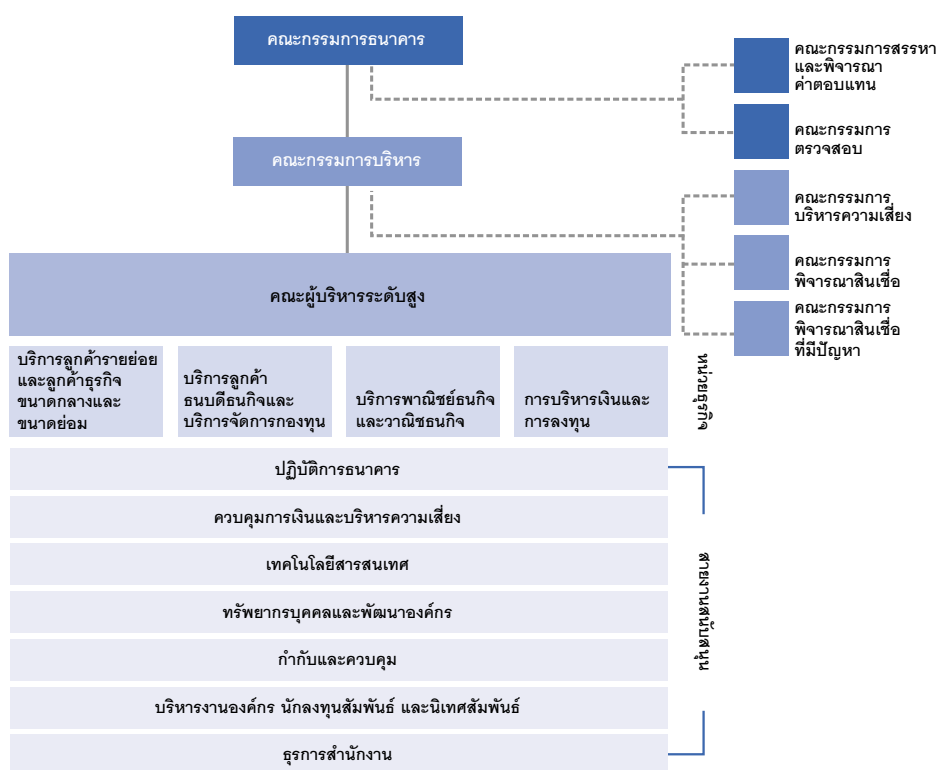 คณะกรรมการธนาคาร
คณะกรรมการสรรหา
และพิจารณา
ค่าตอบแทน
คณะกรรมการ
ตรวจสอบ
คณะกรรมการบริหาร
คณะกรรมการ
บริหารความเสี่ยง
คณะกรรมการ
พิจารณาสินเชื่อ
คณะกรรมการ
พิจารณาสินเชื่อ
ที่มีปัญหา
คณะผู้บริหารระดับสูง
บริการลูกค้ารายย่อย
และลูกค้าธุรกิจ
ขนาดกลางและ
ขนาดย่อม
บริการลูกค้า
ธนบดีธนกิจและ
บริการจัดการกองทุน
บริการพาณิชย์ธนกิจ
และวาณิชธนกิจ
การบริหารเงินและ
การลงทุน
หน่วยธุรกิจ
ปฏิบัติการธนาคาร
ควบคุมการเงินและบริหารความเสี่ยง
เทคโนโลยีสารสนเทศ
ทรัพยากรบุคคลและพัฒนาองค์กร
กำกับและควบคุม
บริหารงานองค์กร นักลงทุนสัมพันธ์ และนิเทศสัมพันธ์
ธุรการสำนักงาน
สายงานสนับสนุน